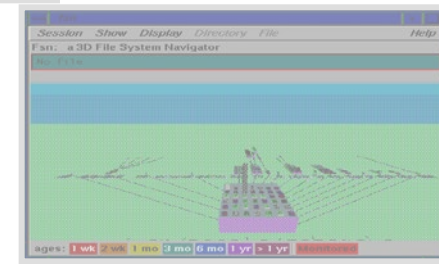 Session Show Display Directory File Help
Fsn: a 3D File System Navigator
No File
ages: 1 wk 2 wk 1 mo 3 mo 6 mo 1 yr > 1 yr Monitored